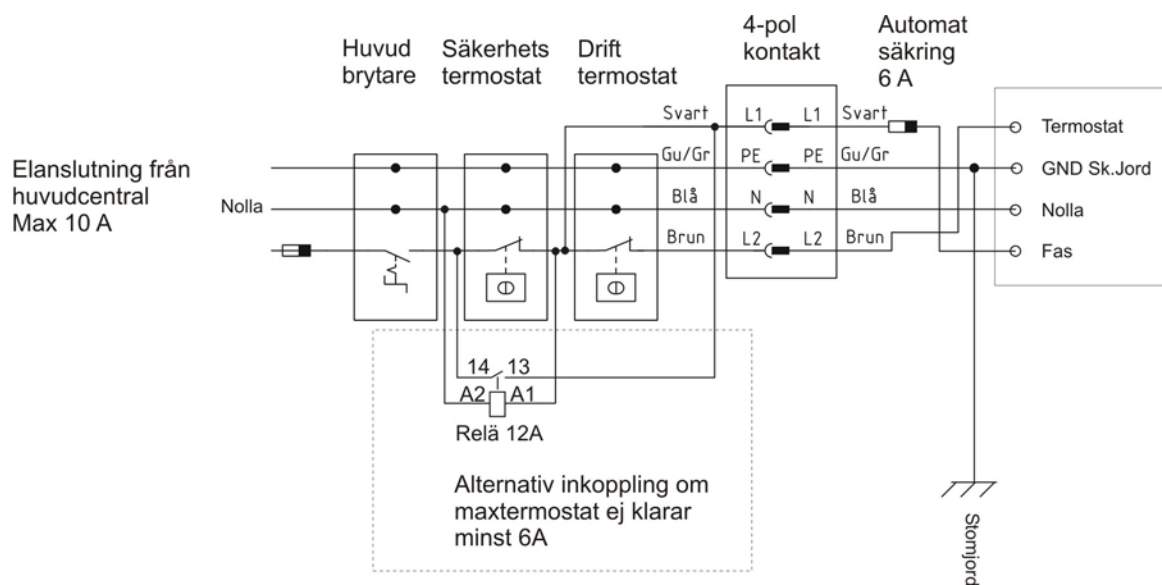 Huvud
brytare
Säkerhets
termostat
Drift
termostat
4-pol
kontakt
Automat
säkring
6 A
Svart L1 L1 Svart
Termostat
Gu/Gr PE PE Gu/Gr
GND Sk.Jord
Elanslutning från
huvudcentral
Max 10 A
Nolla
Blå N N Blå
Nolla
Brun L2 L2 Brun
Fas
14 13
A2 A1
Relä 12A
Alternativ inkoppling om
maxtermostat ej klarar
minst 6A
Stomjord